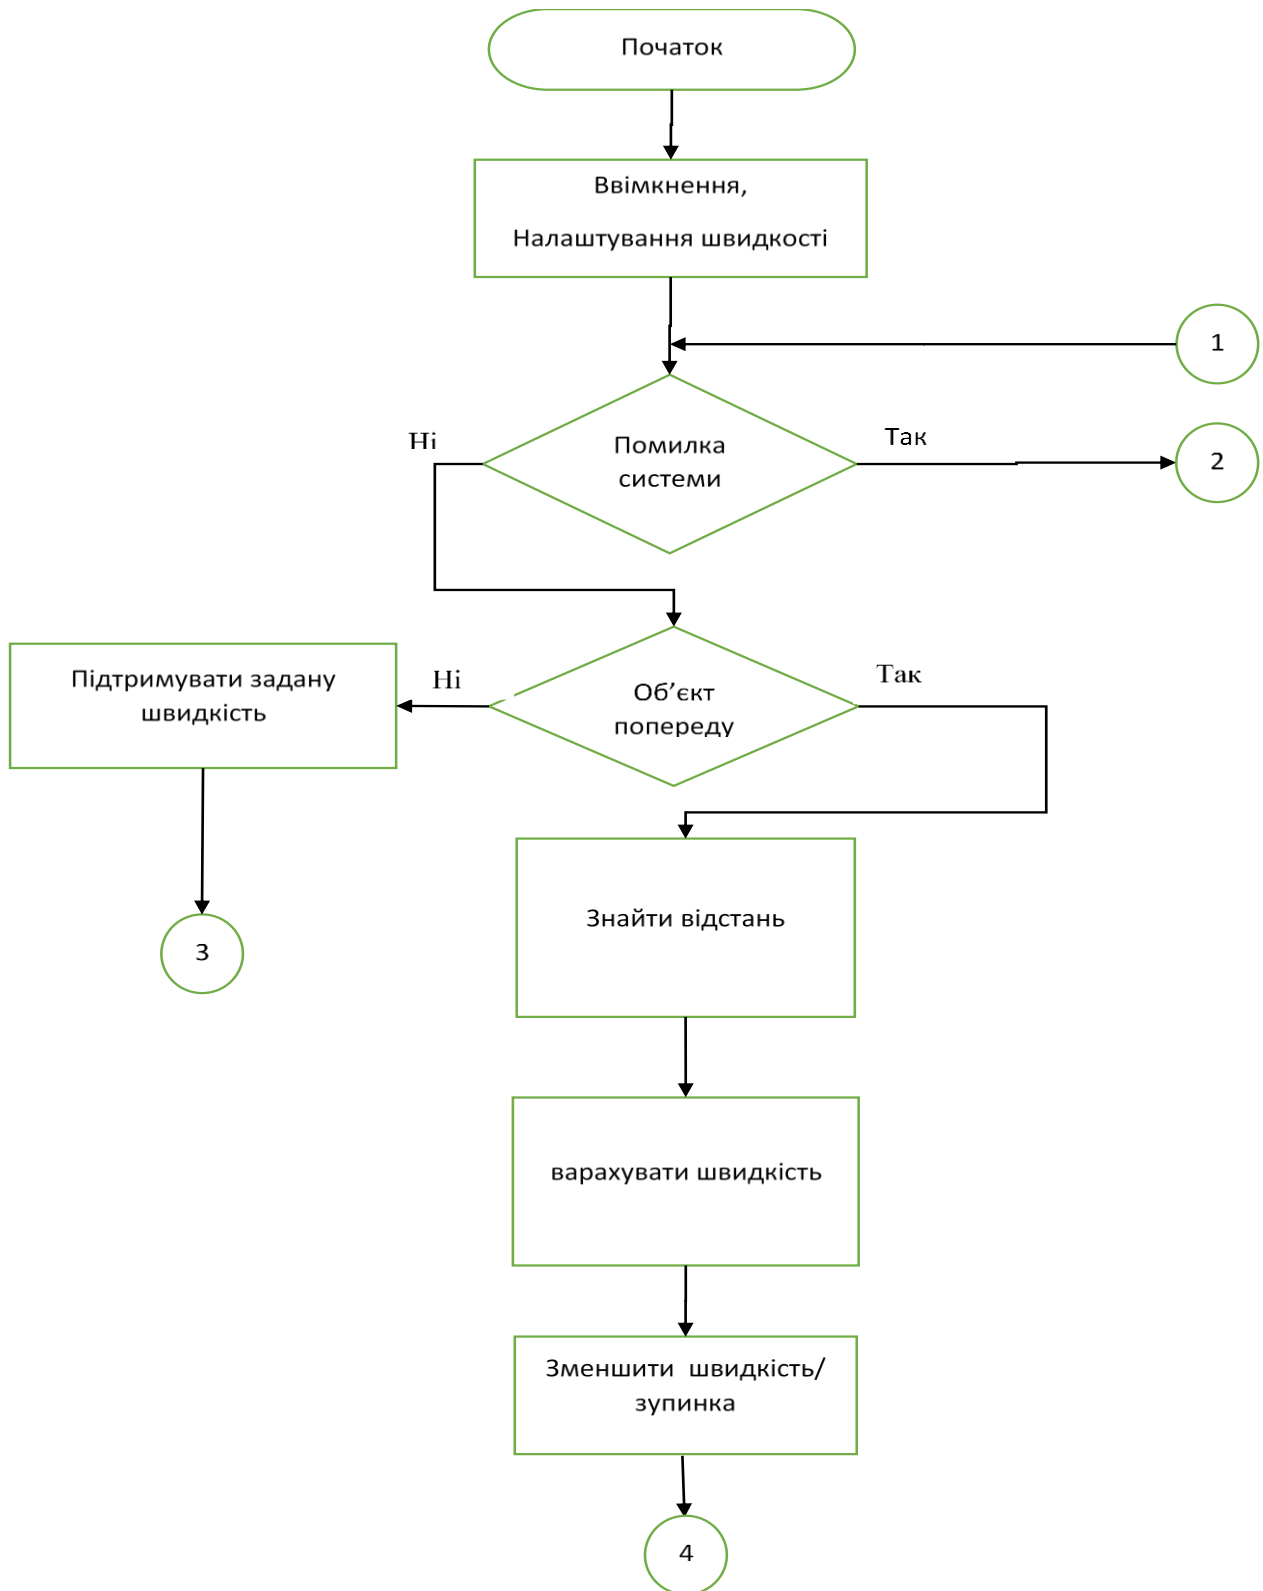 Початок
Ввімкнення,
Налаштування швидкості
1
Ні
Помилка
системи
Так
2
Підтримувати задану
швидкість
Ні
Об’єкт
попереду
Так
Знайти відстань
3
варахувати швидкість
Зменшити швидкість/
зупинка
4